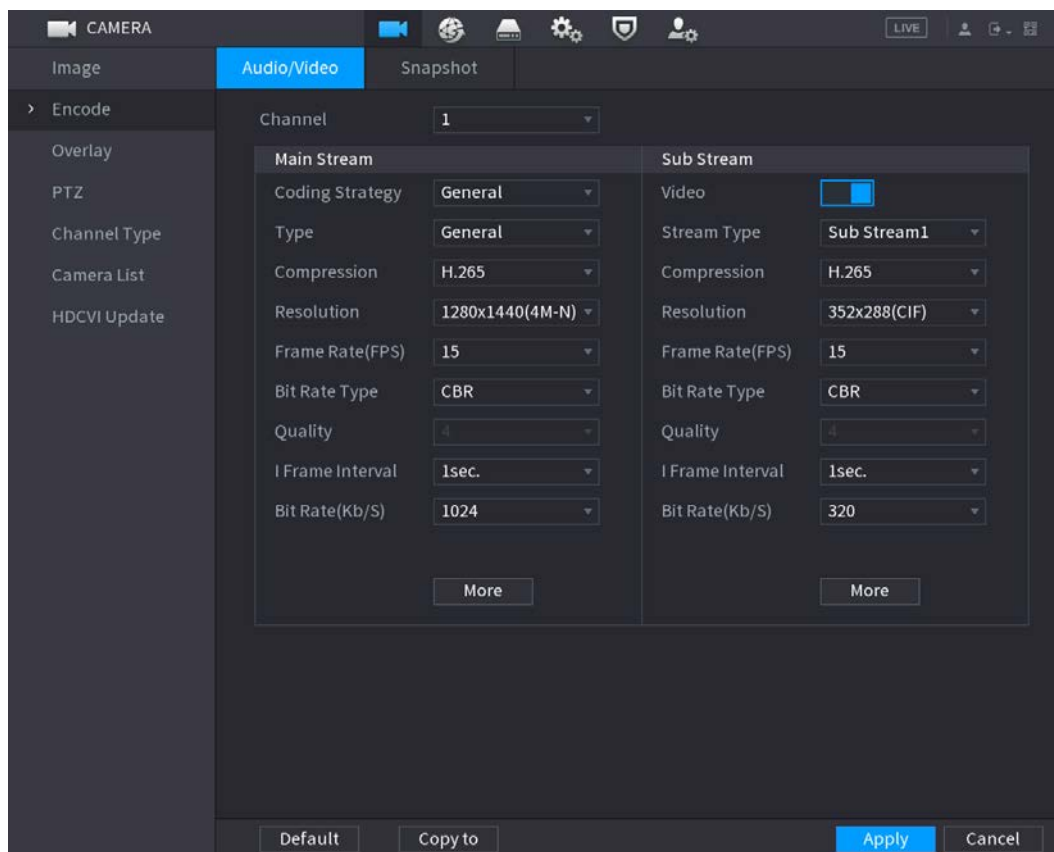 CAMERA LIVE
Image Audio/Video Snapshot
Encode Channel 1
Overlay Main Stream Sub Stream
PTZ Coding Strategy General Video
Channel Type Type General Stream Type Sub Stream1
Camera List Compression H.265 Compression H.265
HDCVI Update Resolution 1280x1440(4M-N) Resolution 352x288(CIF)
Frame Rate(FPS) 15 Frame Rate(FPS) 15
Bit Rate Type CBR Bit Rate Type CBR
Quality 4 Quality 4
I Frame Interval 1sec. I Frame Interval 1sec.
Bit Rate(Kb/S) 1024 Bit Rate(Kb/S) 320
More More
Default Copy to Apply Cancel